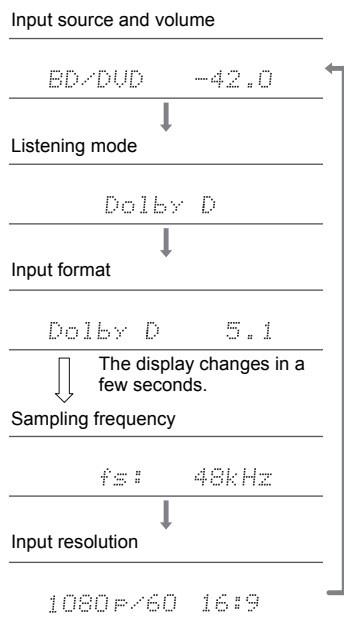 Input source and volume
BD/DVD -42.0
Listening mode
Dolby D
Input format
Dolby D 5.1
The display changes in a
few seconds.
Sampling frequency
fs: 48kHz
Input resolution
1080p/60 16:9